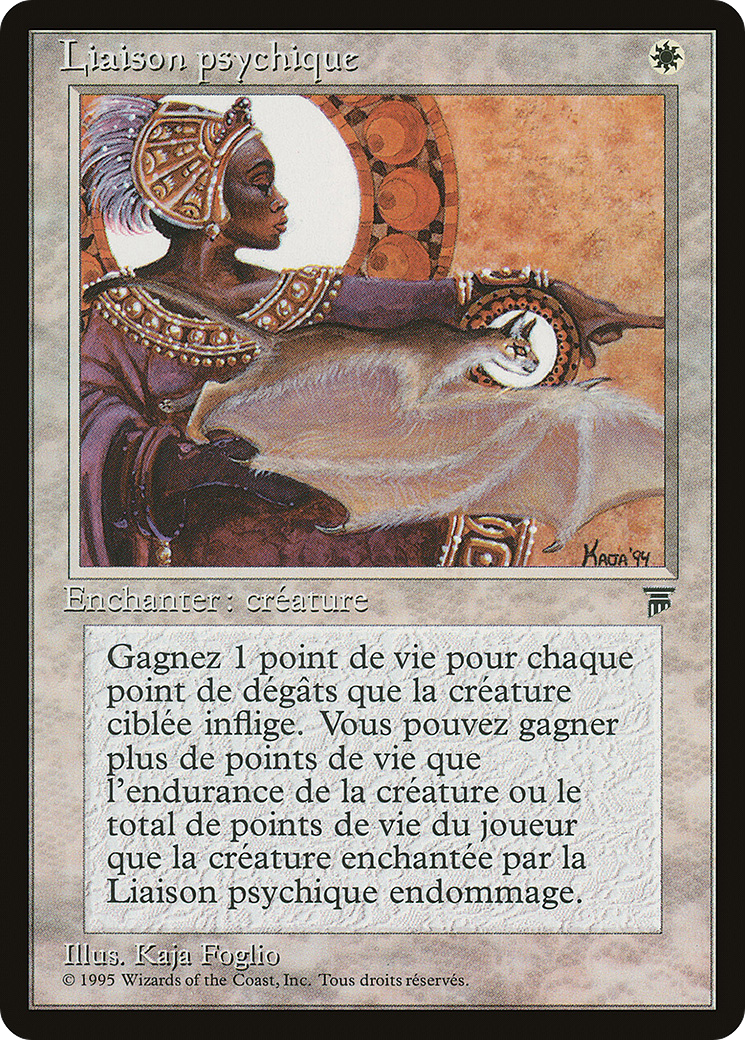 Liaison psychique
KAJA '94
Enchanter : créature
Gagnez 1 point de vie pour chaque
point de dégâts que la créature
ciblée inflige. Vous pouvez gagner
plus de points de vie que
l'endurance de la créature ou le
total de points de vie du joueur
que la créature enchantée par la
Liaison psychique endommage.
Illus. Kaja Foglio
© 1995 Wizards of the Coast, Inc. Tous droits réservés.